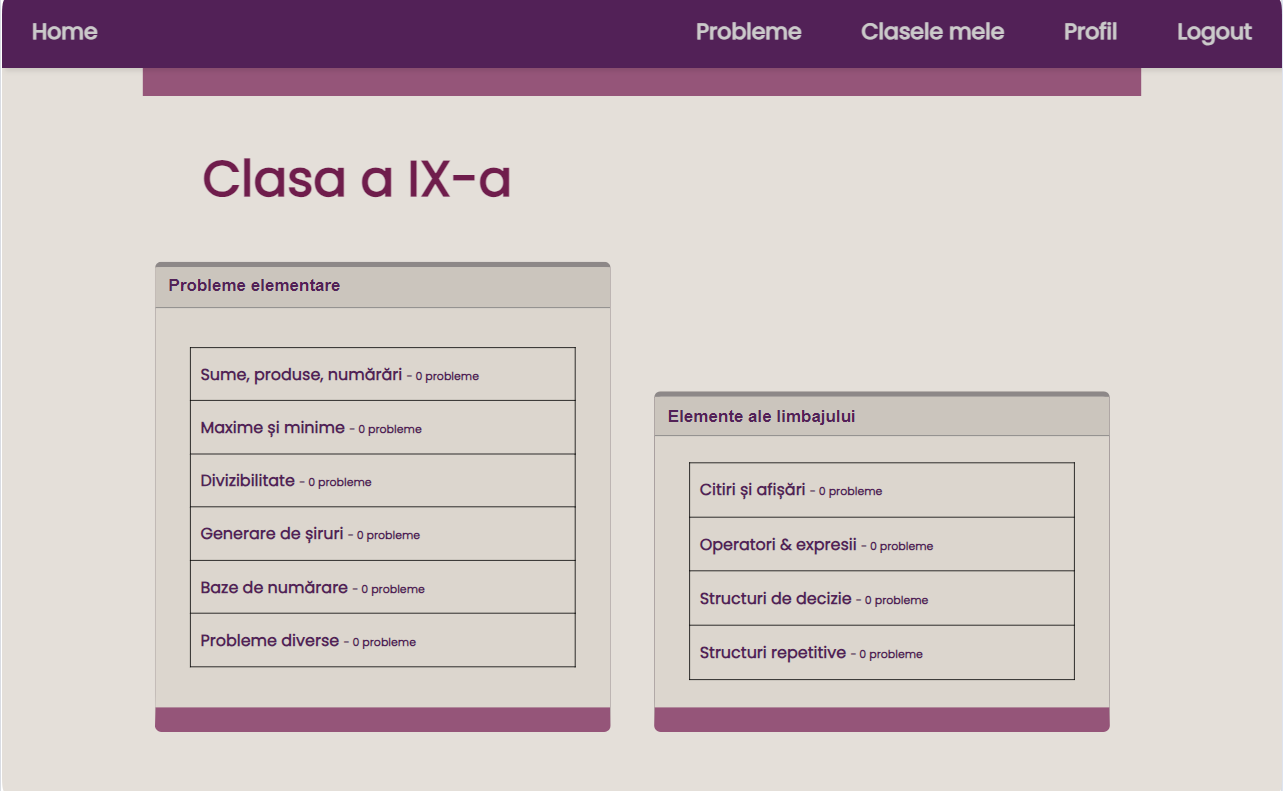 Home Probleme Clasele mele Profil Logout
Clasa a IX-a
Probleme elementare
Sume, produse, numărări - 0 probleme
Maxime și minime - 0 probleme
Divizibilitate - 0 probleme
Generare de șiruri - 0 probleme
Baze de numărare - 0 probleme
Probleme diverse - 0 probleme
Elemente ale limbajului
Citiri și afișări - 0 probleme
Operatori & expresii - 0 probleme
Structuri de decizie - 0 probleme
Structuri repetitive - 0 probleme